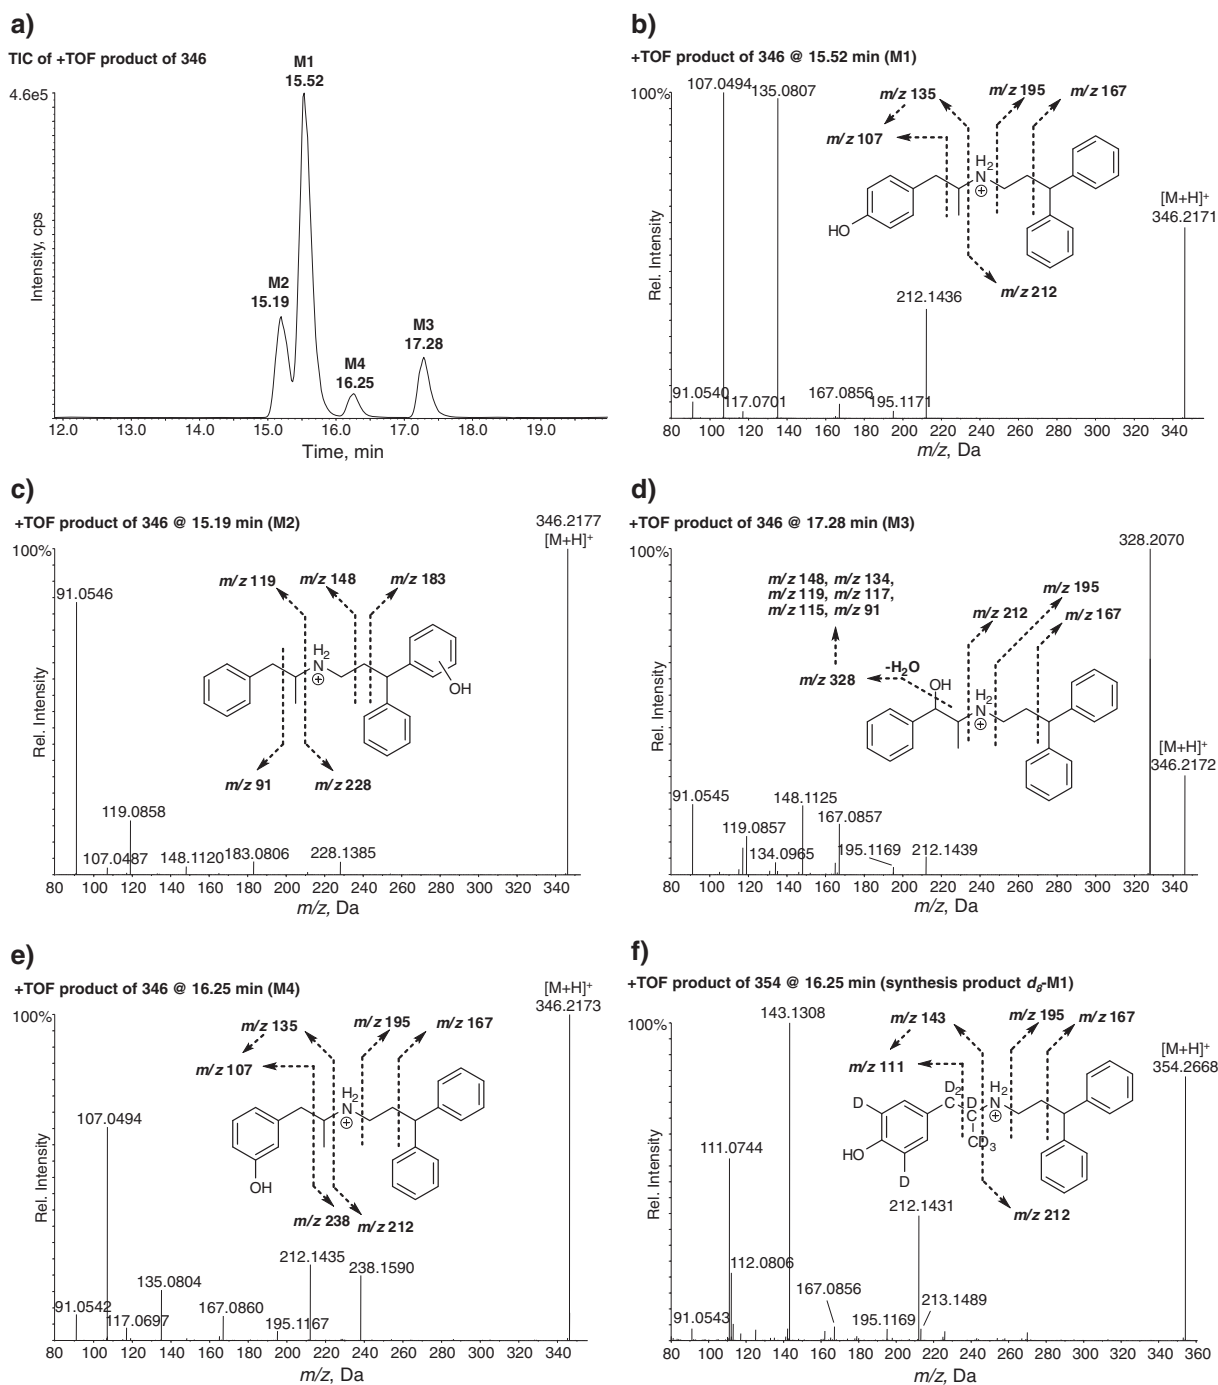 a)
TIC of +TOF product of 346
M1
15.52
4.6e5
M2
15.19
M3
17.28
M4
16.25
Intensity, cps
12.0 13.0 14.0 15.0 16.0 17.0 18.0 19.0
Time, min
b)
+TOF product of 346 @ 15.52 min (M1)
100%
107.0494
135.0807
m/z 135
m/z 195
m/z 167
m/z 107
H2
N
⊕
HO
[M+H]+
346.2171
m/z 212
212.1436
91.0540
117.0701
167.0856
195.1171
Rel. Intensity
80 100 120 140 160 180 200 220 240 260 280 300 320 340
m/z, Da
c)
+TOF product of 346 @ 15.19 min (M2)
346.2177
[M+H]+
100%
91.0546
m/z 119
m/z 148
m/z 183
H2
N
⊕
OH
m/z 91
m/z 228
119.0858
107.0487
148.1120
183.0806
228.1385
Rel. Intensity
80 100 120 140 160 180 200 220 240 260 280 300 320 340
m/z, Da
d)
+TOF product of 346 @ 17.28 min (M3)
328.2070
100%
m/z 148, m/z 134,
m/z 119, m/z 117,
m/z 115, m/z 91
m/z 195
m/z 212
m/z 167
-H2O
m/z 328
OH
H2
N
⊕
[M+H]+
346.2172
91.0545
148.1125
119.0857
167.0857
134.0965
195.1169
212.1439
Rel. Intensity
80 100 120 140 160 180 200 220 240 260 280 300 320 340
m/z, Da
e)
+TOF product of 346 @ 16.25 min (M4)
[M+H]+
346.2173
100%
m/z 135
m/z 195
m/z 167
m/z 107
H2
N
⊕
107.0494
OH
m/z 238
m/z 212
212.1435
238.1590
135.0804
91.0542
117.0697
167.0860
195.1167
Rel. Intensity
80 100 120 140 160 180 200 220 240 260 280 300 320 340
m/z, Da
f)
+TOF product of 354 @ 16.25 min (synthesis product d8-M1)
143.1308
100%
m/z 143
m/z 195
m/z 167
m/z 111
[M+H]+
354.2668
D
D2
D
H2
N
⊕
CD3
HO
D
111.0744
m/z 212
212.1431
112.0806
167.0856
195.1169
213.1489
91.0543
Rel. Intensity
80 100 120 140 160 180 200 220 240 260 280 300 320 340 360
m/z, Da